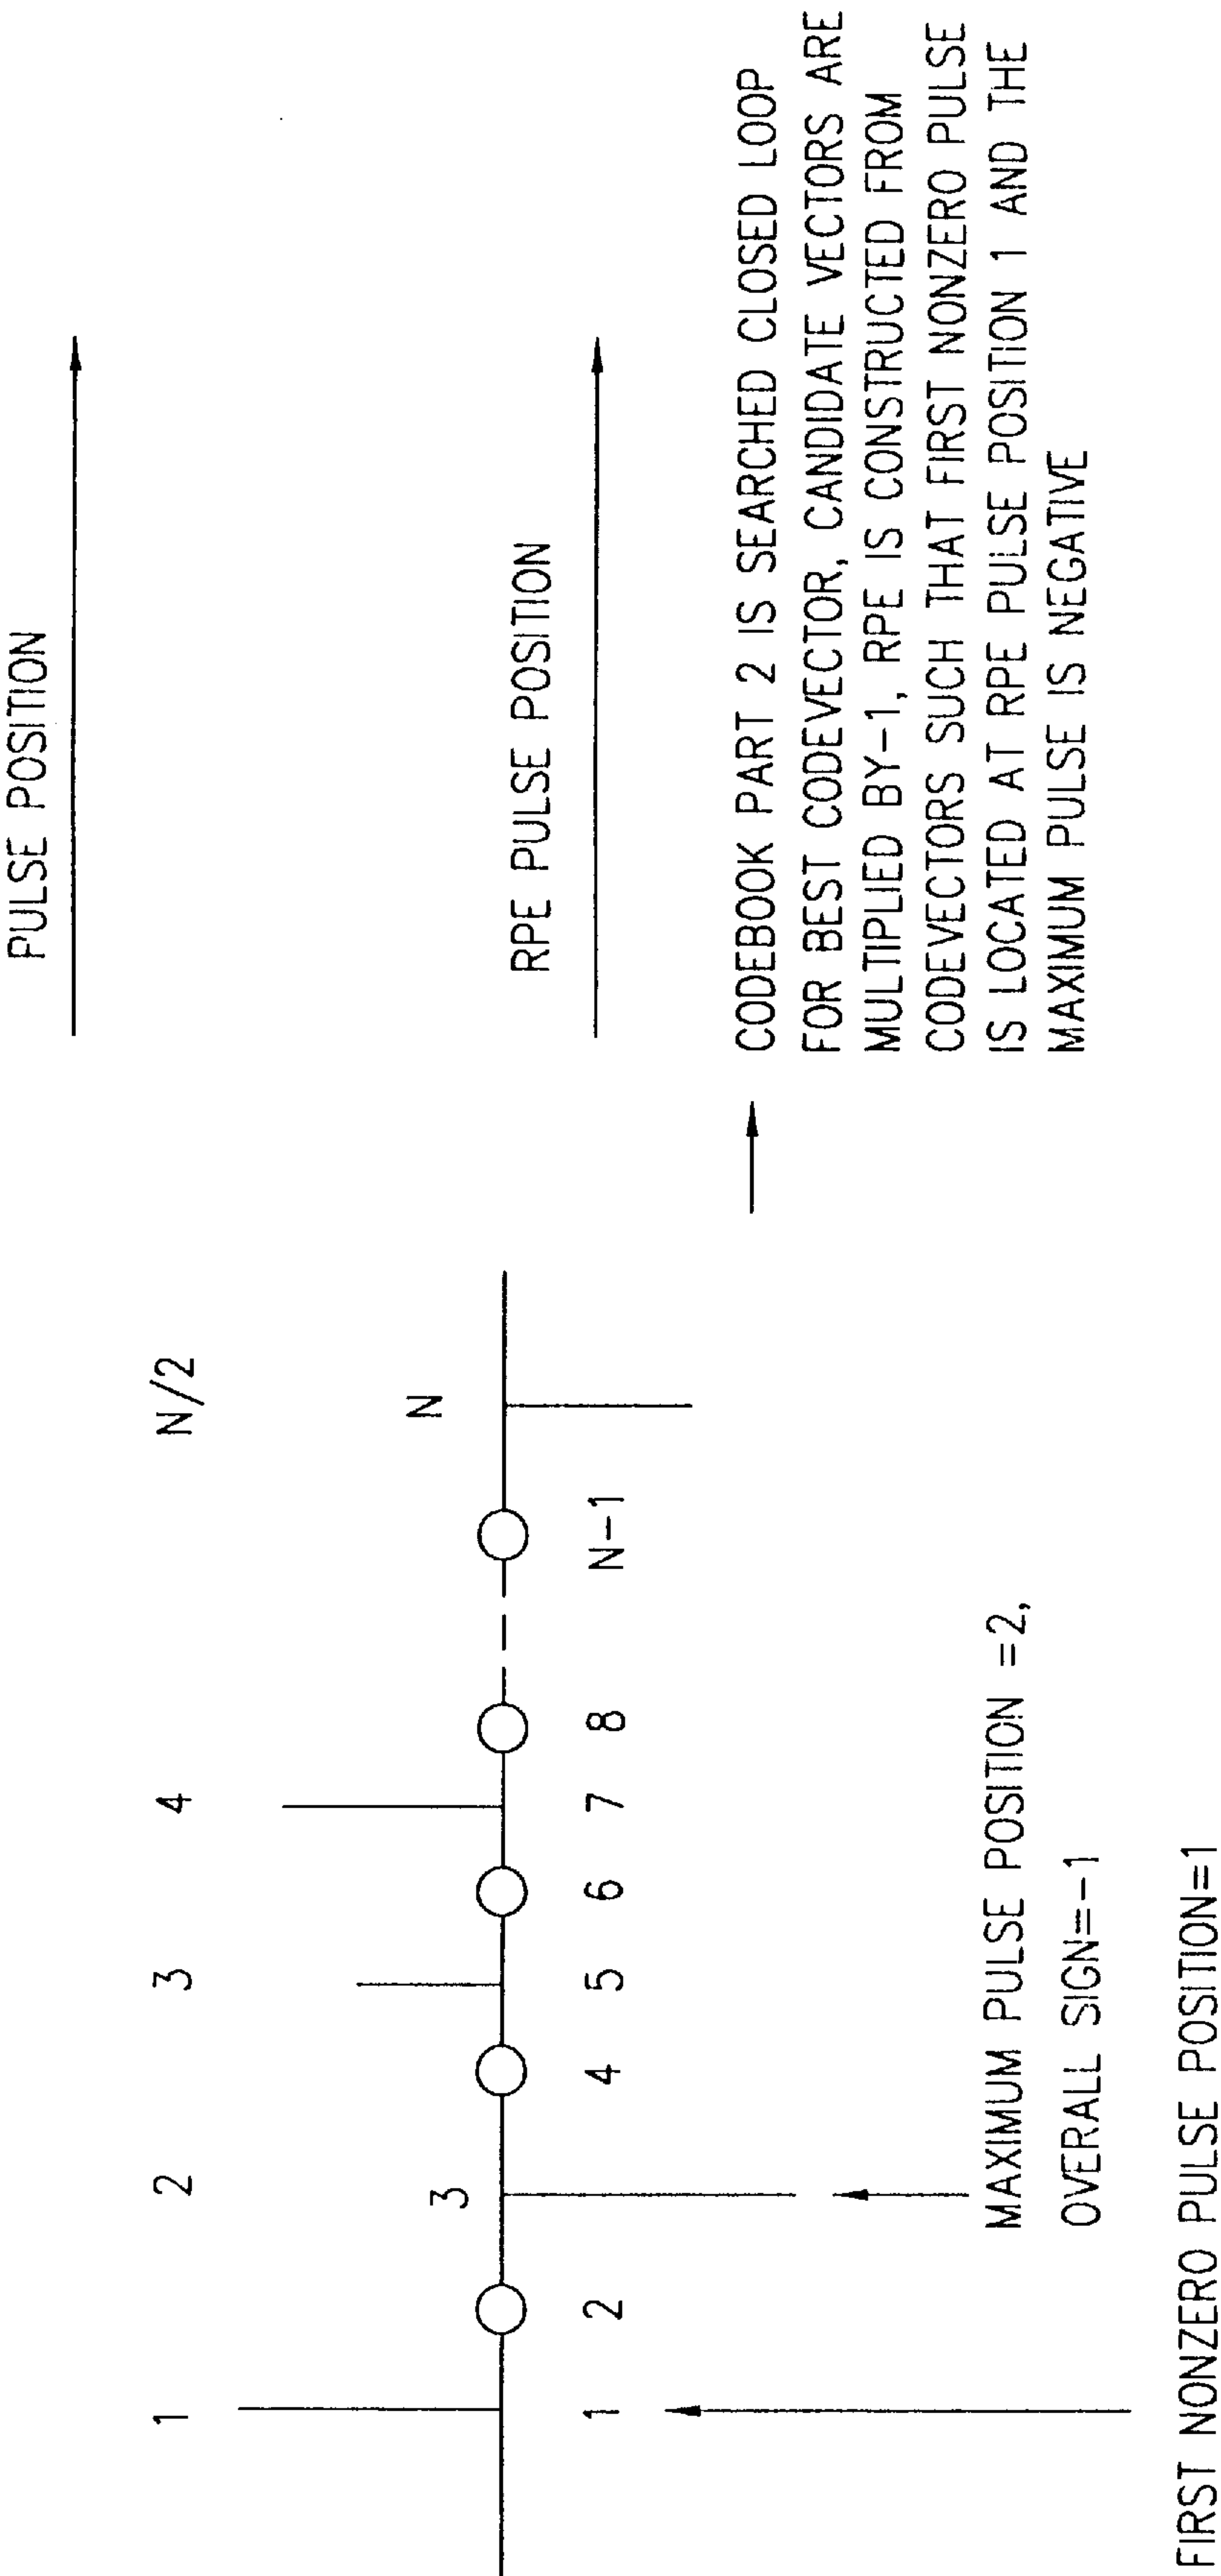 1 2 3 4 N/2 PULSE POSITION
3 N
1 2 4 5 6 7 8 N-1 RPE PULSE POSITION
MAXIMUM PULSE POSITION =2,
OVERALL SIGN=-1
FIRST NONZERO PULSE POSITION=1
CODEBOOK PART 2 IS SEARCHED CLOSED LOOP
FOR BEST CODEVECTOR, CANDIDATE VECTORS ARE
MULTIPLIED BY-1, RPE IS CONSTRUCTED FROM
CODEVECTORS SUCH THAT FIRST NONZERO PULSE
IS LOCATED AT RPE PULSE POSITION 1 AND THE
MAXIMUM PULSE IS NEGATIVE